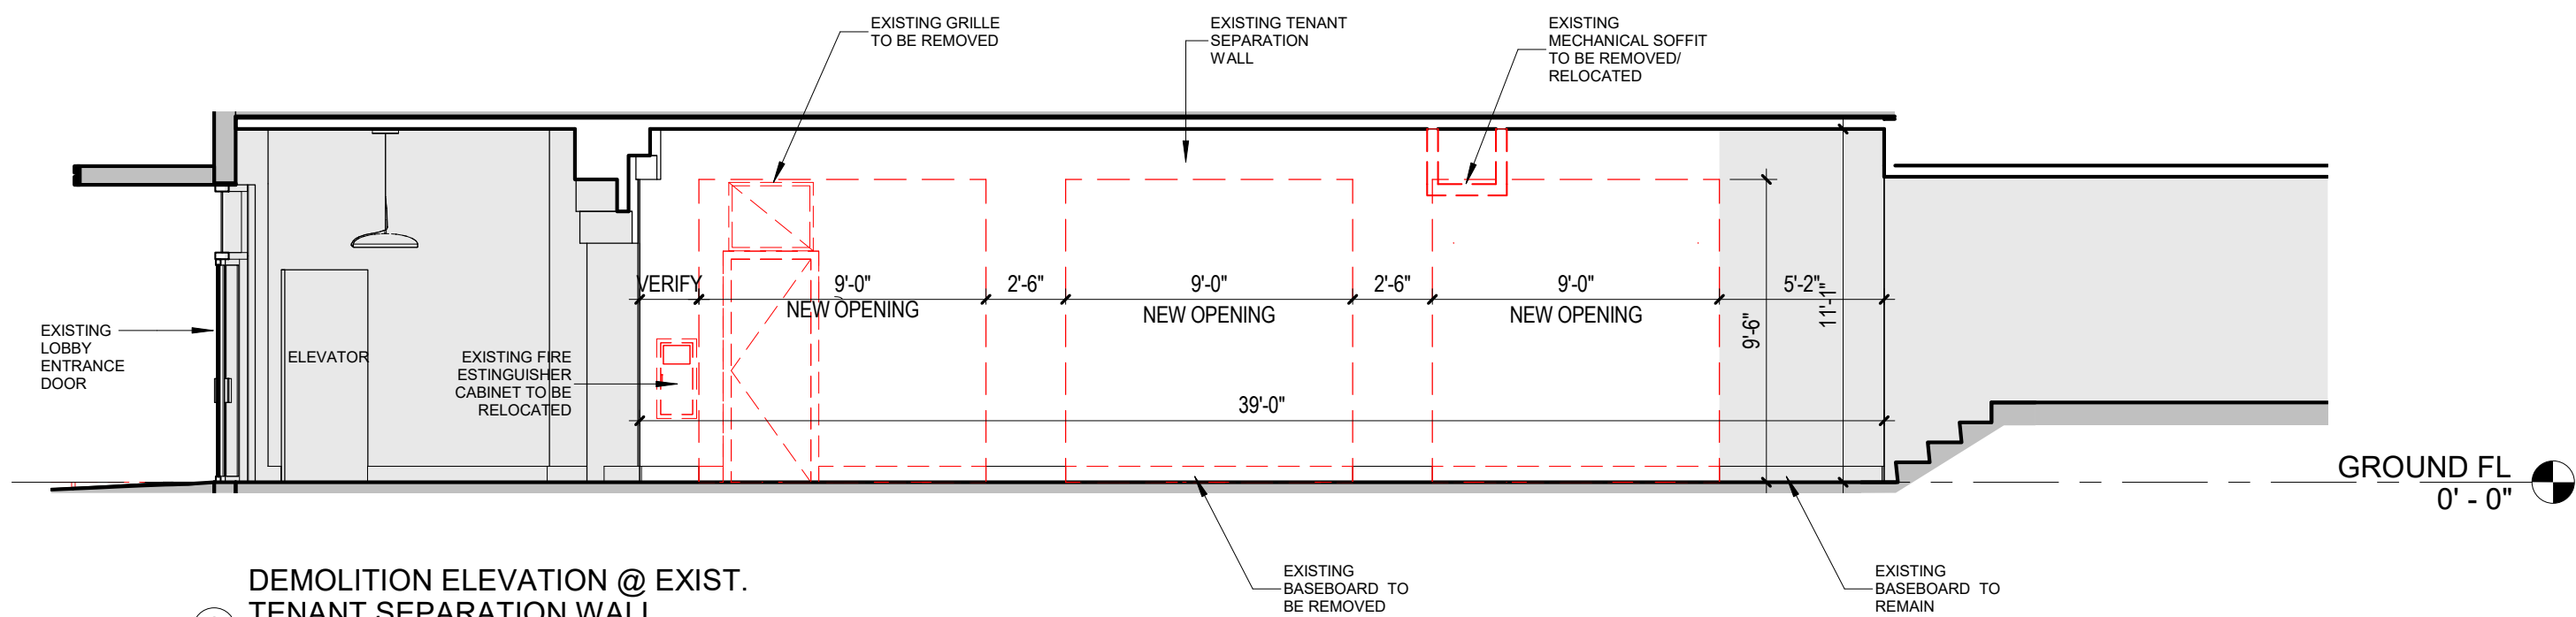 EXISTING GRILLE
TO BE REMOVED
EXISTING TENANT
SEPARATION
WALL
EXISTING
MECHANICAL SOFFIT
TO BE REMOVED/
RELOCATED
VERIFY
9'-0"
NEW OPENING
2'-6"
9'-0"
NEW OPENING
2'-6"
9'-0"
NEW OPENING
5'-2"
11'-1"
9'-6"
EXISTING
LOBBY
ENTRANCE
DOOR
ELEVATOR
EXISTING FIRE
ESTINGUISHER
CABINET TO BE
RELOCATED
39'-0"
GROUND FL
0' - 0"
EXISTING
BASEBOARD TO
BE REMOVED
EXISTING
BASEBOARD TO
REMAIN
DEMOLITION ELEVATION @ EXIST.
TENANT SEPARATION WALL